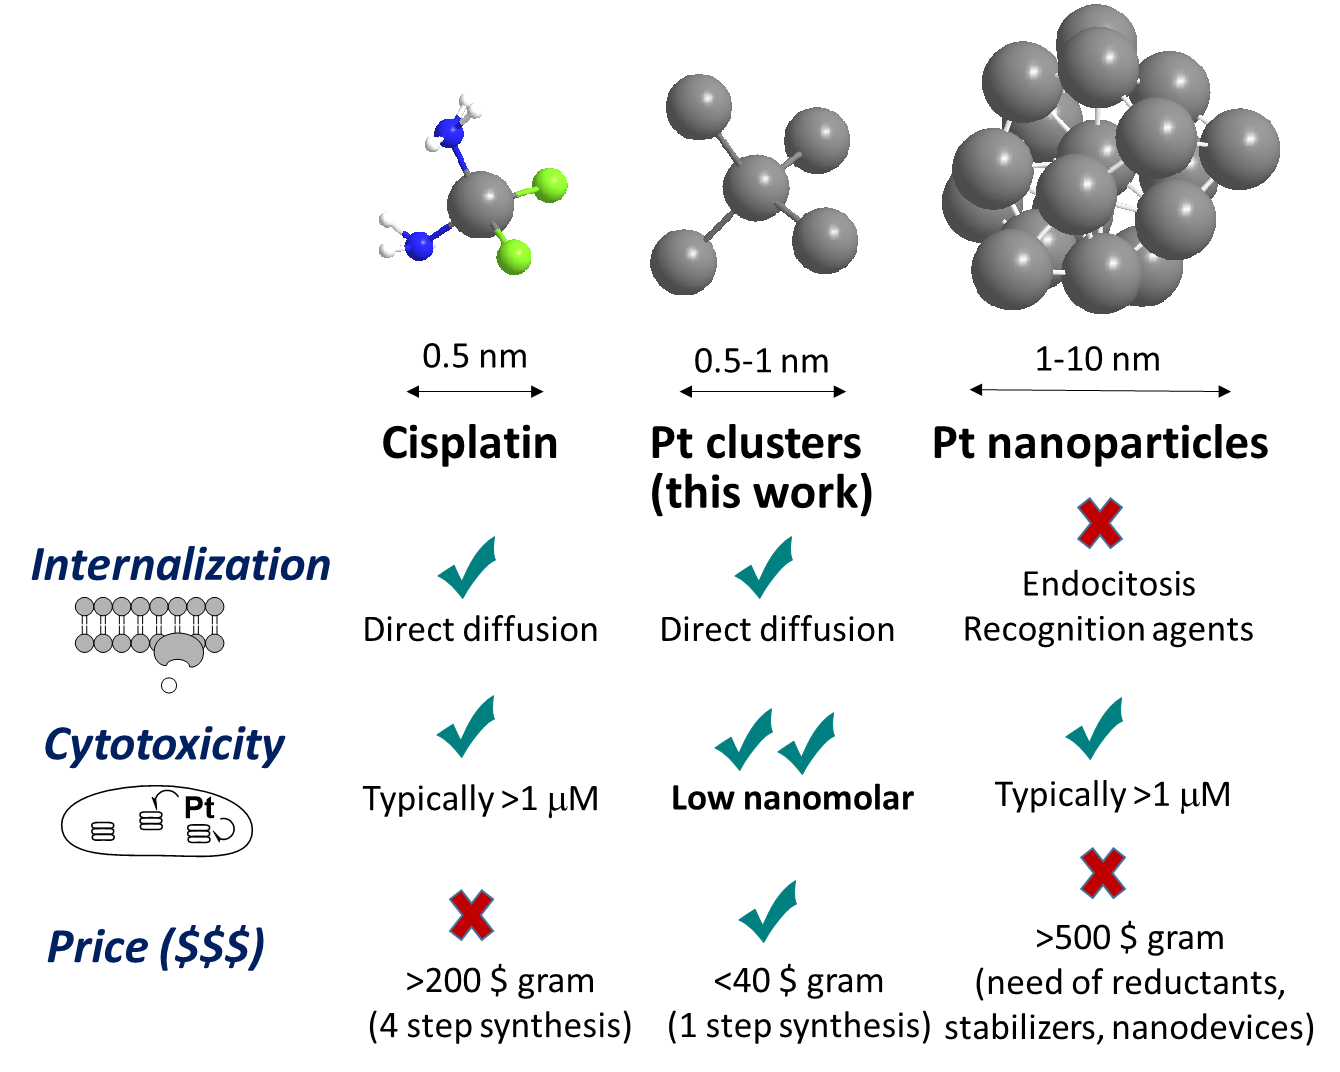 0.5 nm
0.5-1 nm
1-10 nm
Cisplatin
Pt clusters
(this work)
Pt nanoparticles
Internalization
Direct diffusion
Direct diffusion
Endocitosis
Recognition agents
Cytotoxicity
Pt
Typically >1 μM
Low nanomolar
Typically >1 μM
Price ($$$)
>200 $ gram
(4 step synthesis)
<40 $ gram
(1 step synthesis)
>500 $ gram
(need of reductants,
stabilizers, nanodevices)